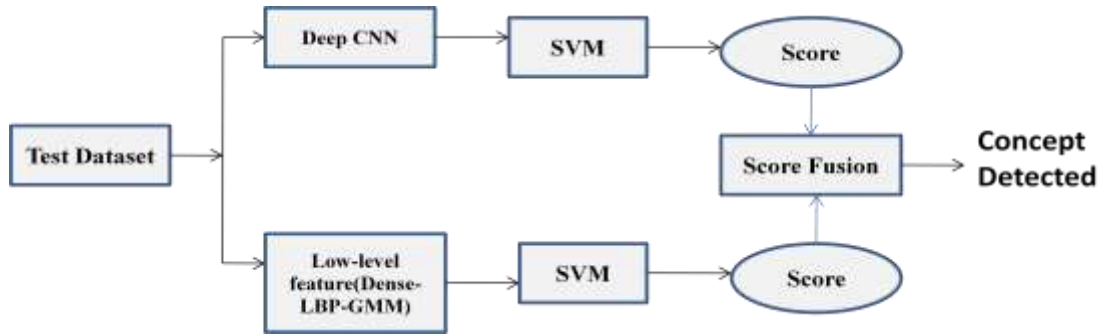 Deep CNN
SVM
Score
Test Dataset
Score Fusion
Concept
Detected
Low-level
feature(Dense-
LBP-GMM)
SVM
Score